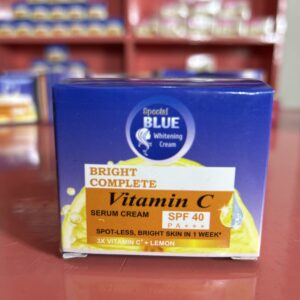 Special
BLUE
Whitening
Cream
BRIGHT
COMPLETE
Vitamin C
SERUM CREAM
SPF 40
PA+++
SPOT-LESS, BRIGHT SKIN IN 1 WEEK*
3X VITAMIN C* + LEMON